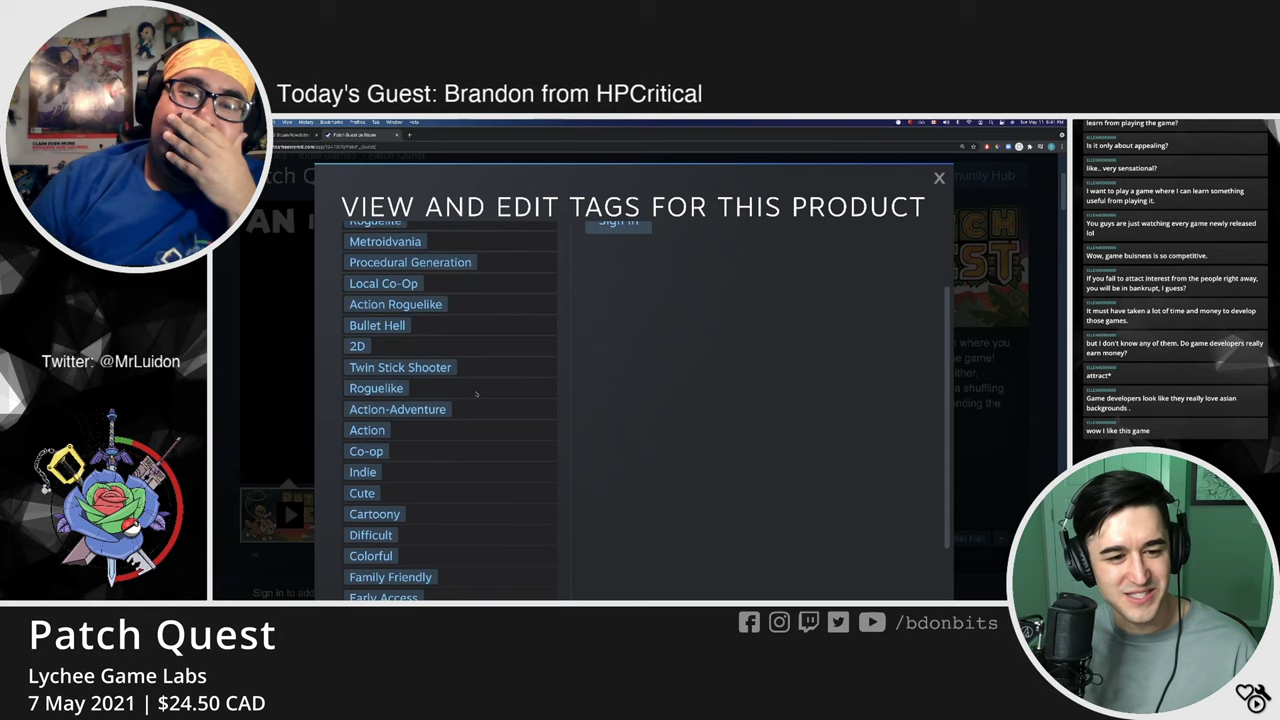 Today's Guest: Brandon from HPCritical
VIEW AND EDIT TAGS FOR THIS PRODUCT
X
Roguelite
Sign In
Metroidvania
Procedural Generation
Local Co-Op
Action Roguelike
Bullet Hell
2D
Twin Stick Shooter
Roguelike
Action-Adventure
Action
Co-op
Indie
Cute
Cartoony
Difficult
Colorful
Family Friendly
Early Access
Sign in to add
learn from playing the game?
Is it only about appealing?
like.. very sensational?
I want to play a game where I can learn something
useful from playing it.
You guys are just watching every game newly released
lol
Wow, game buisness is so competitive.
If you fail to attact interest from the people right away,
you will be in bankrupt, I guess?
It must have taken a lot of time and money to develop
those games.
but I don't know any of them. Do game developers really
earn money?
attract*
Game developers look like they really love asian
backgrounds .
wow I like this game
Twitter: @MrLuidon
Patch Quest
Lychee Game Labs
7 May 2021 | $24.50 CAD
/bdonbits